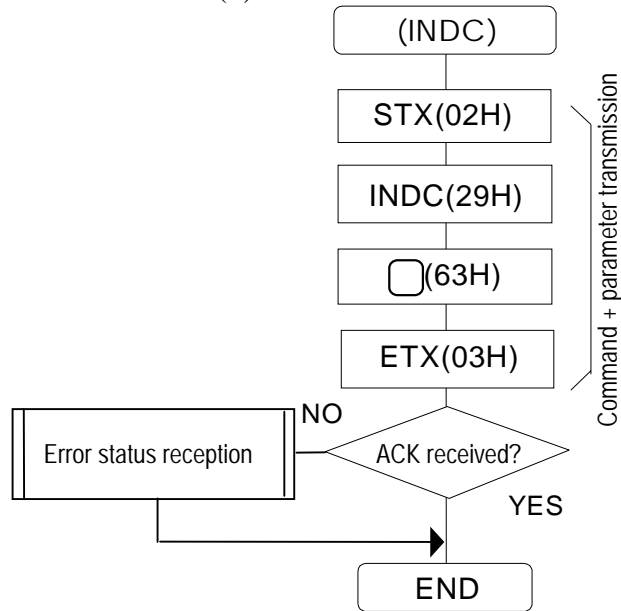 (INDC)
STX(02H)
INDC(29H)
(63H)
ETX(03H)
Command + parameter transmission
NO
Error status reception
ACK received?
YES
END